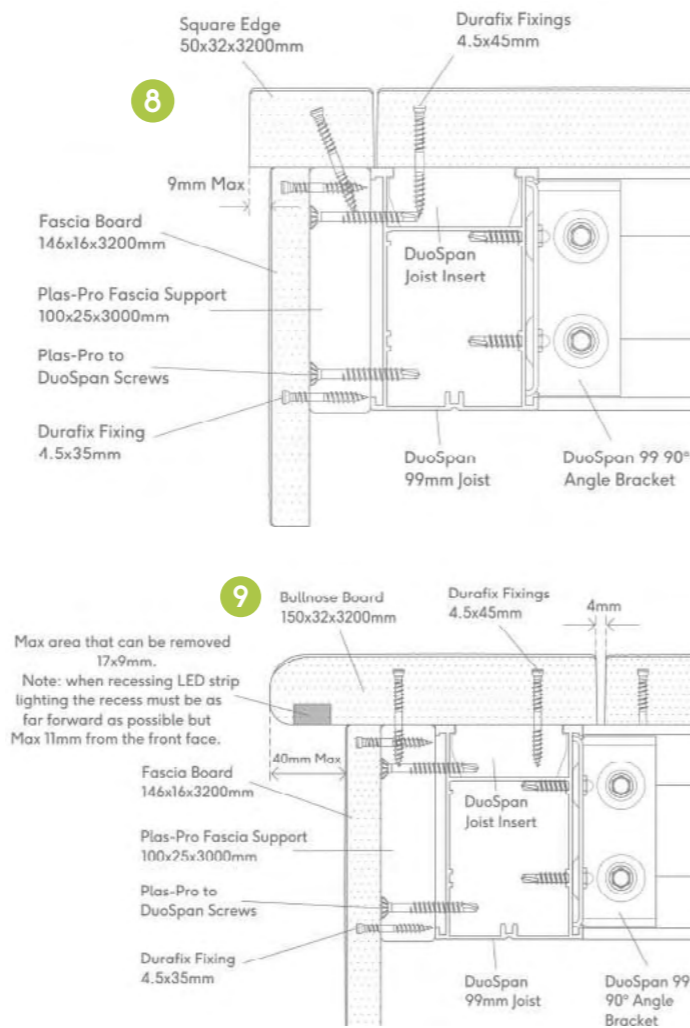 Square Edge
50x32x3200mm
Durafix Fixings
4.5x45mm
8
9mm Max
Fascia Board
146x16x3200mm
Plas-Pro Fascia Support
100x25x3000mm
Plas-Pro to
DuoSpan Screws
Durafix Fixing
4.5x35mm
DuoSpan
Joist Insert
DuoSpan
99mm Joist
DuoSpan 99 90°
Angle Bracket
9
Bullnose Board
150x32x3200mm
Durafix Fixings
4.5x45mm
4mm
Max area that can be removed
17x9mm.
Note: when recessing LED strip
lighting the recess must be as
far forward as possible but
Max 11mm from the front face.
40mm Max
Fascia Board
146x16x3200mm
Plas-Pro Fascia Support
100x25x3000mm
Plas-Pro to
DuoSpan Screws
Durafix Fixing
4.5x35mm
DuoSpan
Joist Insert
DuoSpan
99mm Joist
DuoSpan 99
90° Angle
Bracket